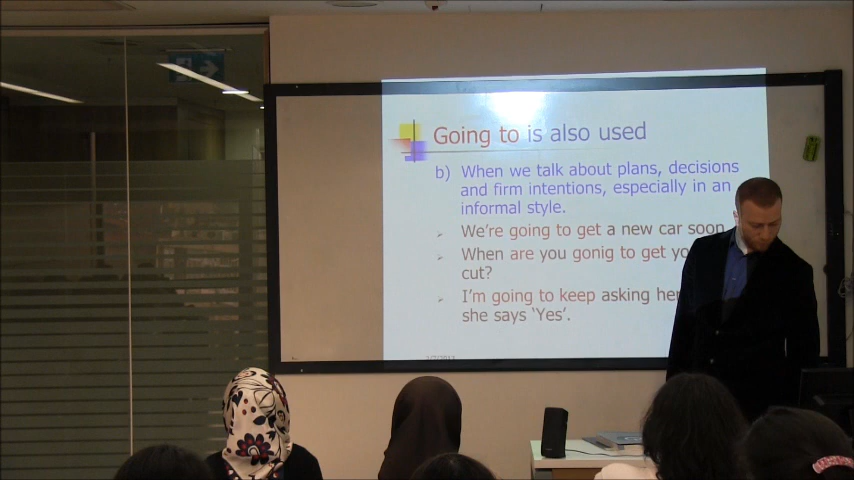 Going to is also used
b) When we talk about plans, decisions
and firm intentions, especially in an
informal style.
We're going to get a new car soon
When are you gonig to get yo
cut?
I'm going to keep asking her
she says 'Yes'.